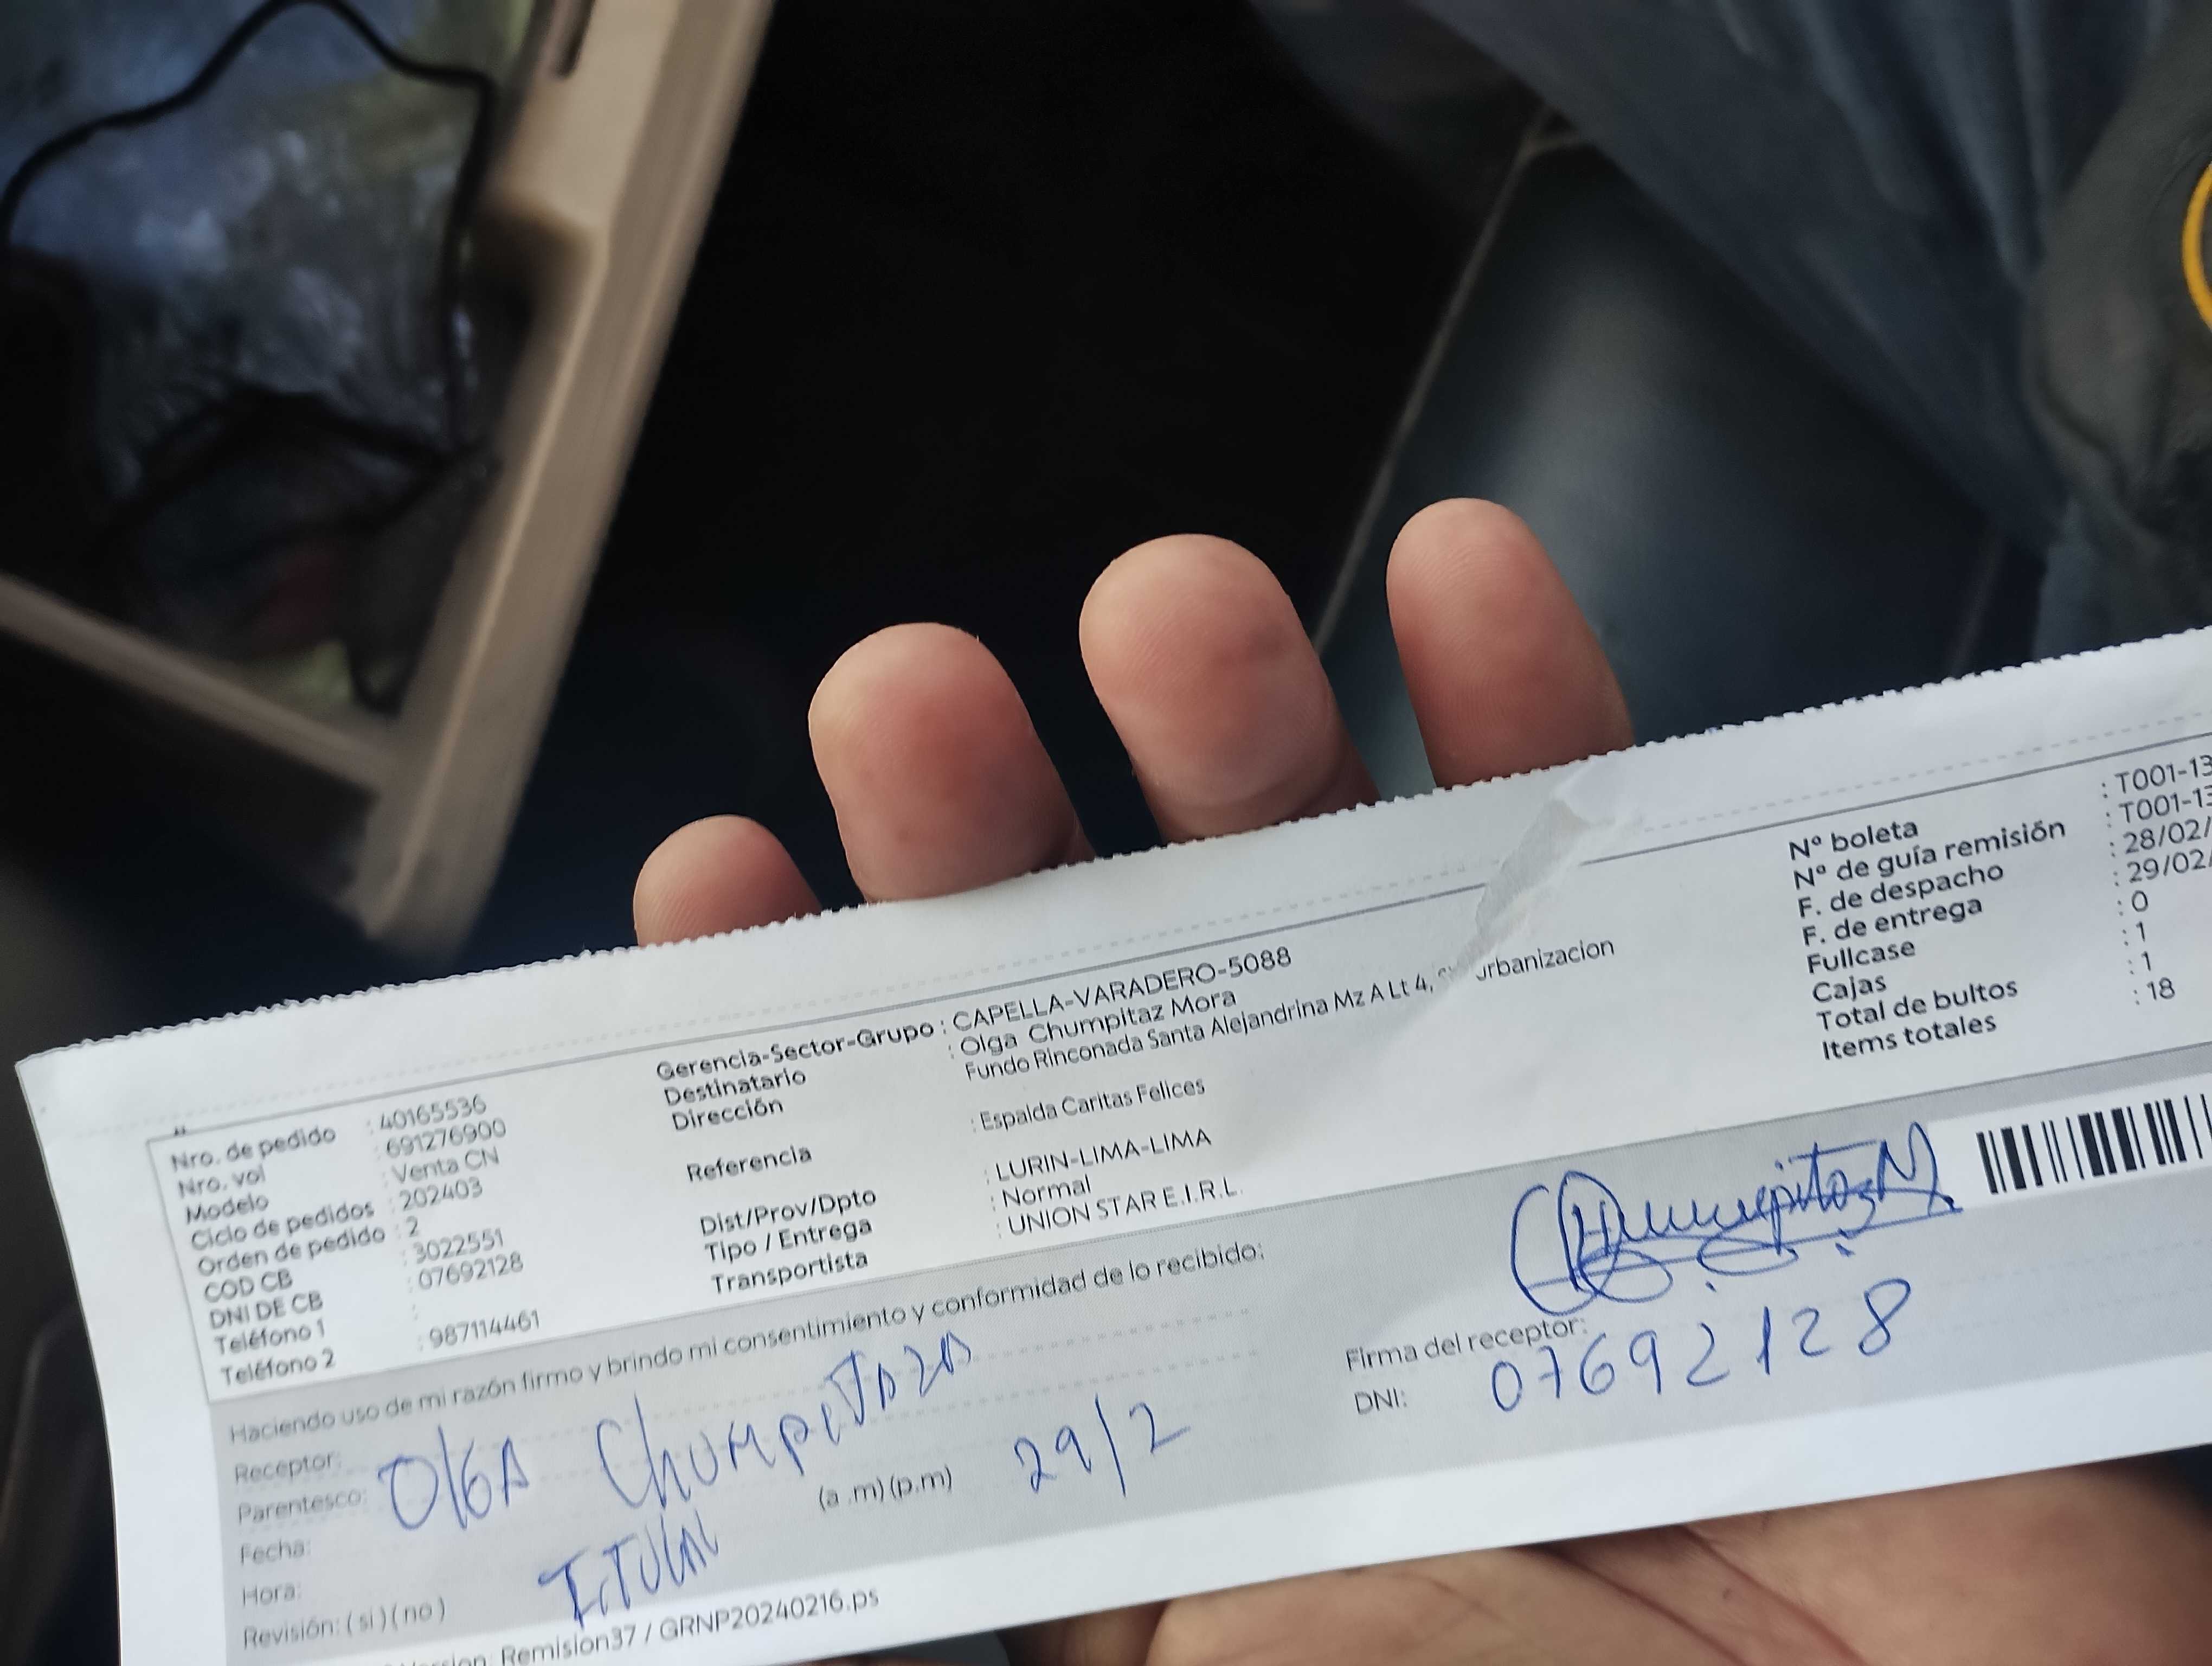 Nro. de pedido : 40165536
Nro. vol : 691276900
Modelo : Venta CN
Ciclo de pedidos : 202403
Orden de pedido : 2
COD CB : 3022551
DNI DE CB : 07692128
Teléfono 1 :
Teléfono 2 : 987114461
Gerencia-Sector-Grupo : CAPELLA-VARADERO-5088
Destinatario : Olga Chumpitaz Mora
Dirección Fundo Rinconada Santa Alejandrina Mz A Lt 4, urbanizacion
Referencia : Espalda Caritas Felices
Dist/Prov/Dpto : LURIN-LIMA-LIMA
Tipo / Entrega : Normal
Transportista : UNION STAR E.I.R.L.
Nº boleta : T001-13
Nº de guía remisión : T001-13
F. de despacho : 28/02/
F. de entrega : 29/02/
Fullcase : 0
Cajas : 1
Total de bultos : 1
Items totales : 18
Haciendo uso de mi razón firmo y brindo mi consentimiento y conformidad de lo recibido:
Receptor: OlGA Chumpitaz
Parentesco: TITULAR
Fecha: 29/2
Hora: (a .m) (p.m)
Revisión: ( si ) ( no )
Firma del receptor: Chumpitaz M
DNI: 07692128
Version: Remision37 / GRNP20240216.ps